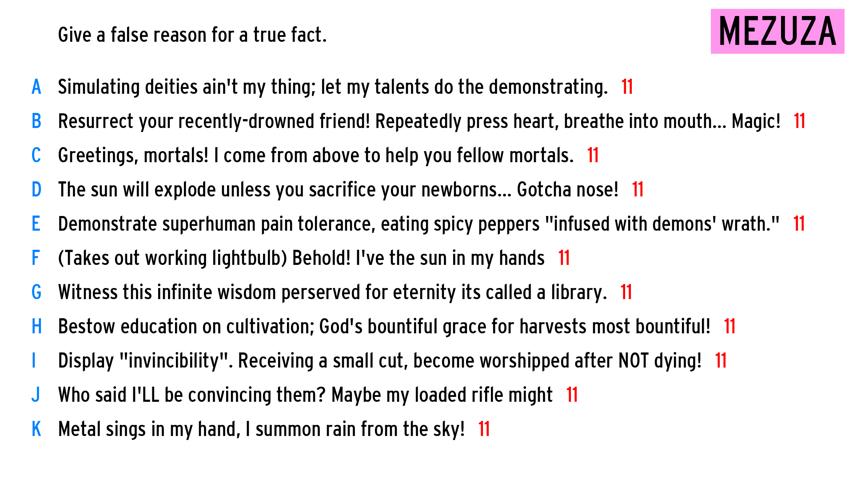 Give a false reason for a true fact.
MEZUZA
A Simulating deities ain't my thing; let my talents do the demonstrating. 11
B Resurrect your recently-drowned friend! Repeatedly press heart, breathe into mouth... Magic! 11
C Greetings, mortals! I come from above to help you fellow mortals. 11
D The sun will explode unless you sacrifice your newborns... Gotcha nose! 11
E Demonstrate superhuman pain tolerance, eating spicy peppers "infused with demons' wrath." 11
F (Takes out working lightbulb) Behold! I've the sun in my hands 11
G Witness this infinite wisdom perserved for eternity its called a library. 11
H Bestow education on cultivation; God's bountiful grace for harvests most bountiful! 11
I Display "invincibility". Receiving a small cut, become worshipped after NOT dying! 11
J Who said I'LL be convincing them? Maybe my loaded rifle might 11
K Metal sings in my hand, I summon rain from the sky! 11